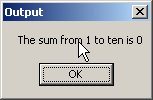 Output
The sum from 1 to ten is 0
OK